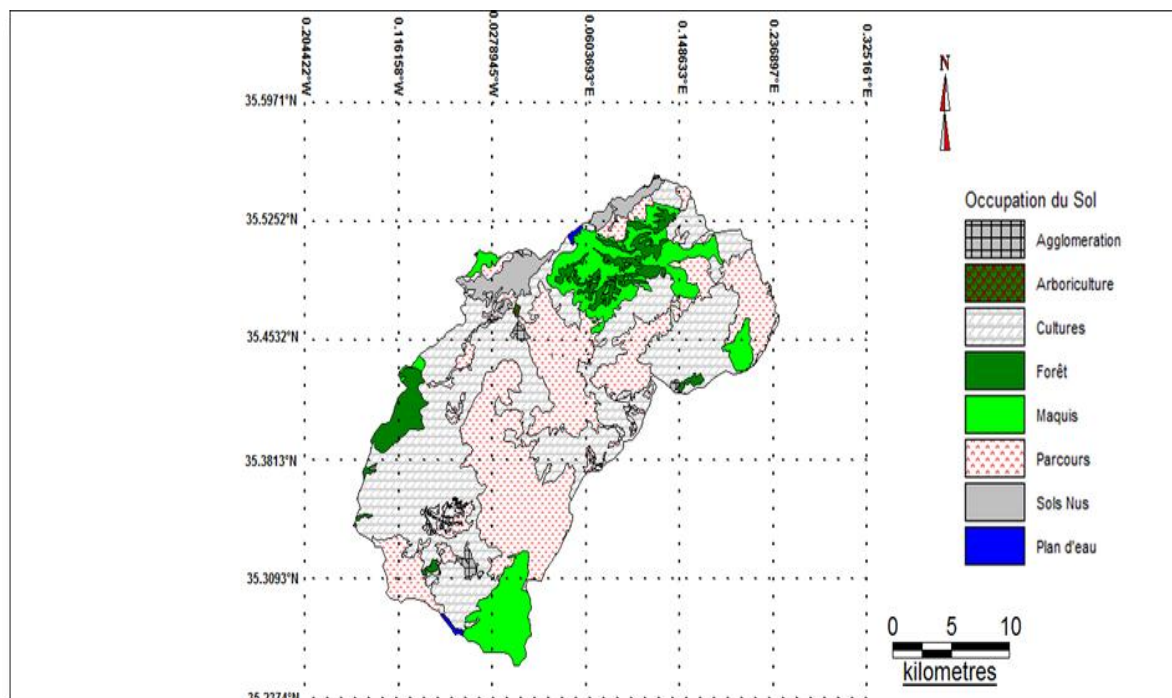 0.204422°W
0.116158°W
0.0278945°W
0.0603693°E
0.148633°E
0.236897°E
0.325161°E
35.5971°N
35.5252°N
35.4532°N
35.3813°N
35.3093°N
N
Occupation du Sol
Agglomeration
Arboriculture
Cultures
Forêt
Maquis
Parcours
Sols Nus
Plan d'eau
0 5 10
kilometres